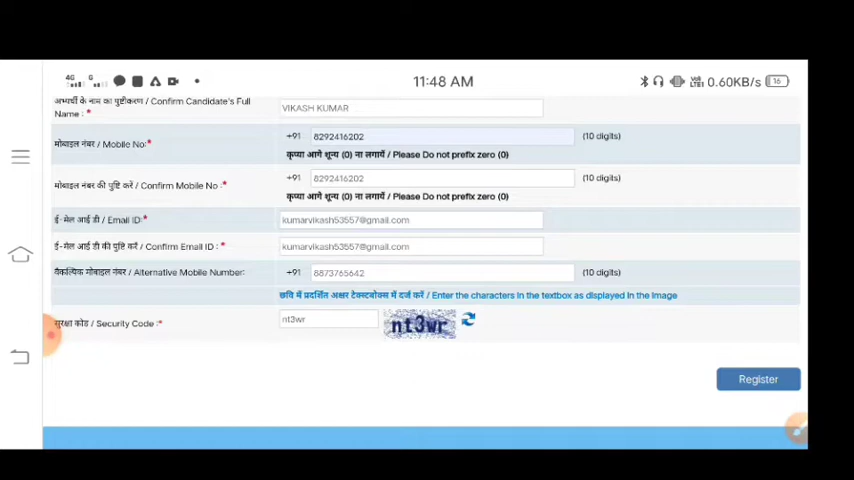 4G G 11:48 AM VoI LTE1 0.60KB/s 16
अभ्यर्थी के नाम का पुष्टीकरण / Confirm Candidate's Full Name : * VIKASH KUMAR
मोबाइल नंबर / Mobile No:* +91 8292416202 (10 digits)
कृप्या आगे शून्य (0) ना लगायें / Please Do not prefix zero (0)
मोबाइल नंबर की पुष्टि करें / Confirm Mobile No : * +91 8292416202 (10 digits)
कृप्या आगे शून्य (0) ना लगायें / Please Do not prefix zero (0)
ई-मेल आई डी / Email ID:* kumarvikash53557@gmail.com
ई-मेल आई डी की पुष्टि करें / Confirm Email ID : * kumarvikash53557@gmail.com
वैकल्पिक मोबाइल नंबर / Alternative Mobile Number: +91 8873765642 (10 digits)
छवि में प्रदर्शित अक्षर टेक्स्टबॉक्स में दर्ज करें / Enter the characters in the textbox as displayed in the image
सुरक्षा कोड / Security Code : * nt3wr nt3wr
Register